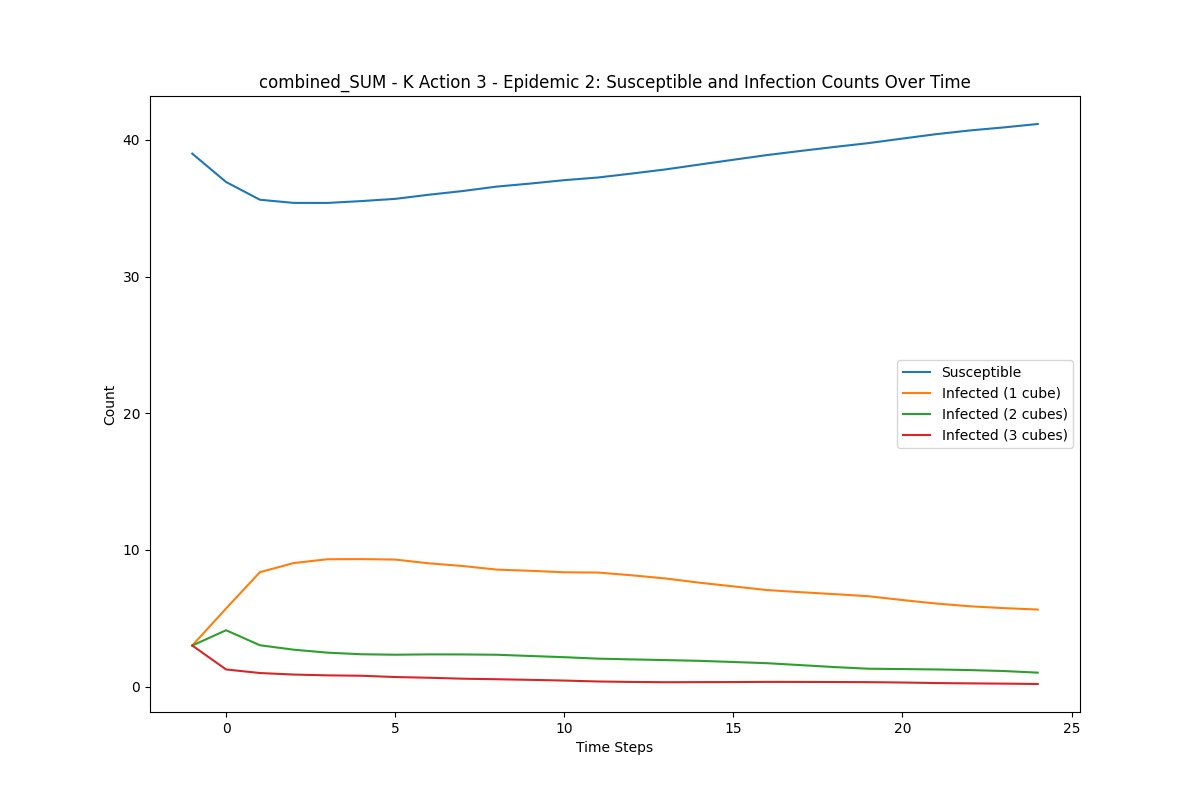 combined_SUM - K Action 3 - Epidemic 2: Susceptible and Infection Counts Over Time
40
30
20
10
0
Count
Susceptible
Infected (1 cube)
Infected (2 cubes)
Infected (3 cubes)
0 5 10 15 20 25
Time Steps